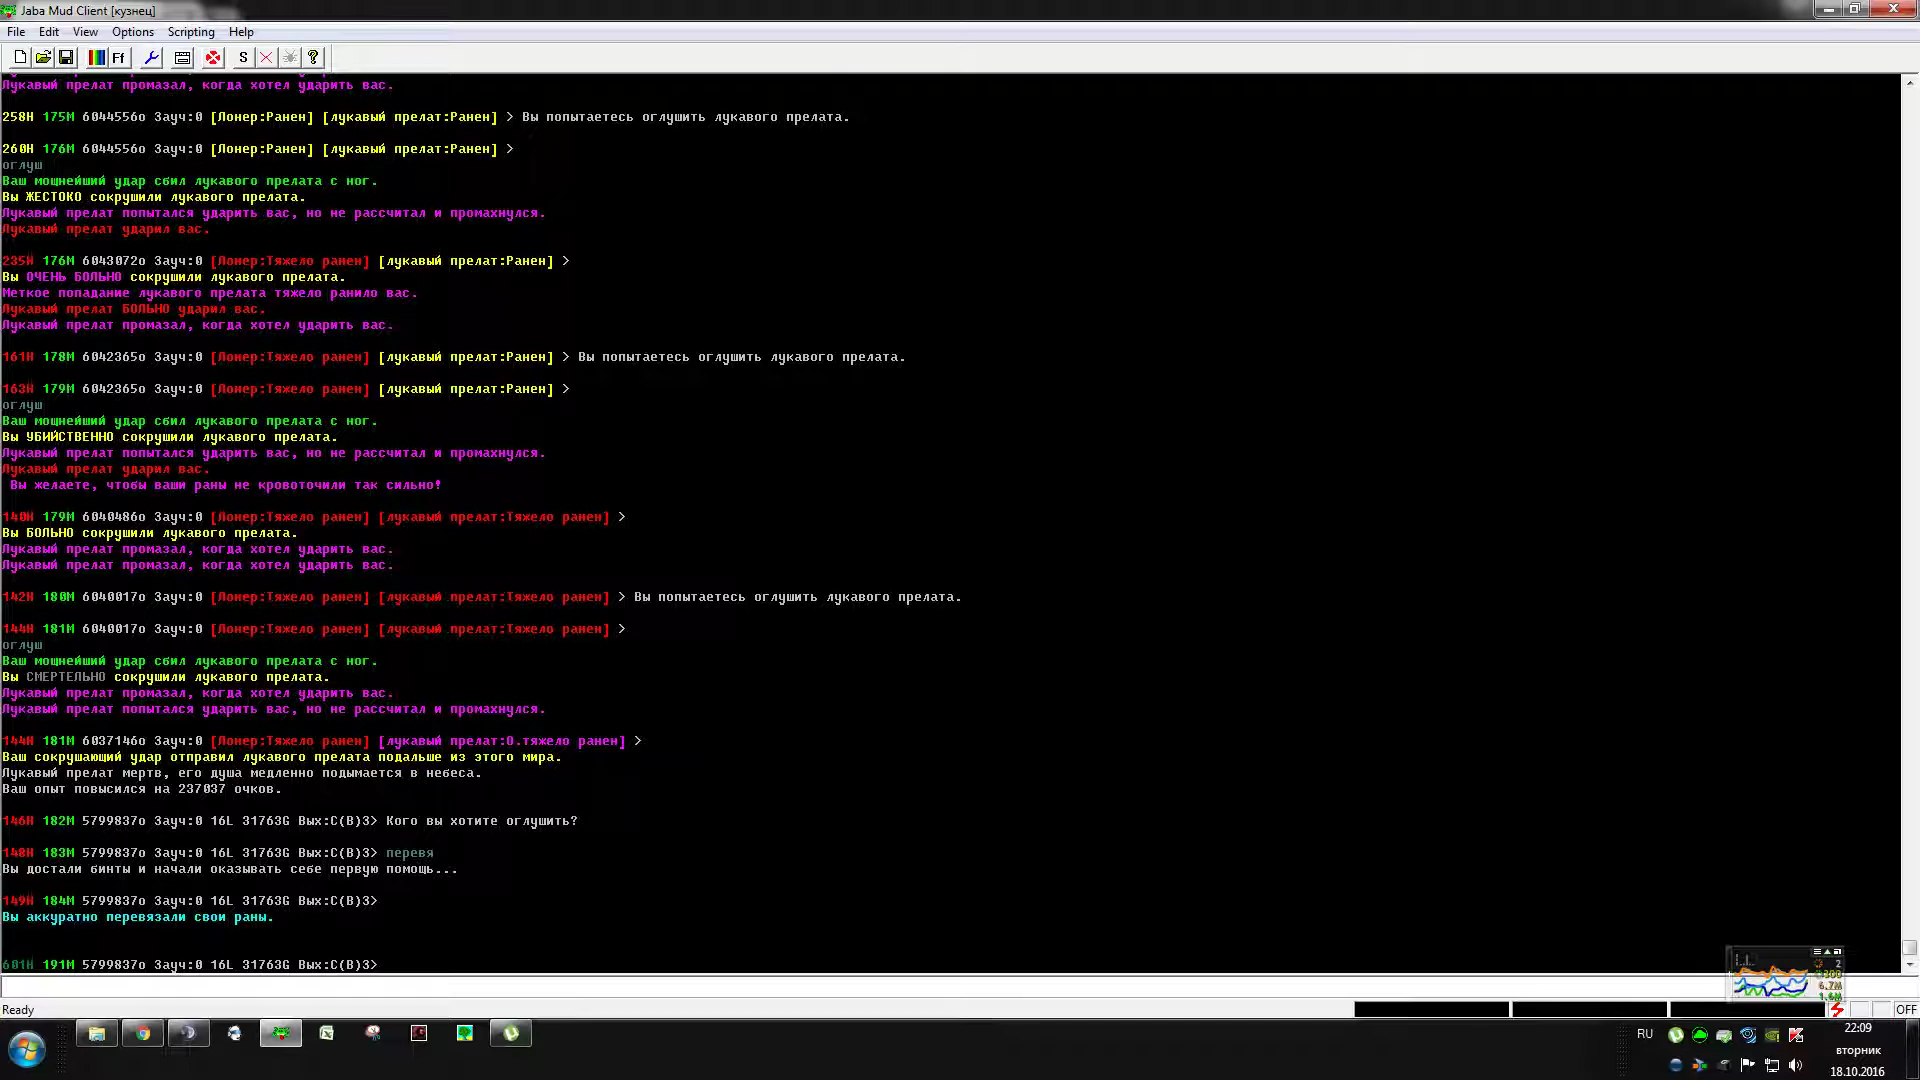 Jaba Mud Client [кузнец]
File Edit View Options Scripting Help
Ff S ?
Лукавый прелат промазал, когда хотел ударить вас.
258H 175M 6044556o Зауч:0 [Лонер:Ранен] [лукавый прелат:Ранен] > Вы попытаетесь оглушить лукавого прелата.
260H 176M 6044556o Зауч:0 [Лонер:Ранен] [лукавый прелат:Ранен] >
оглуш
Ваш мощнейший удар сбил лукавого прелата с ног.
Вы ЖЕСТОКО сокрушили лукавого прелата.
Лукавый прелат попытался ударить вас, но не рассчитал и промахнулся.
Лукавый прелат ударил вас.
235H 176M 6043072o Зауч:0 [Лонер:Тяжело ранен] [лукавый прелат:Ранен] >
Вы ОЧЕНЬ БОЛЬНО сокрушили лукавого прелата.
Меткое попадание лукавого прелата тяжело ранило вас.
Лукавый прелат БОЛЬНО ударил вас.
Лукавый прелат промазал, когда хотел ударить вас.
161H 178M 6042365o Зауч:0 [Лонер:Тяжело ранен] [лукавый прелат:Ранен] > Вы попытаетесь оглушить лукавого прелата.
163H 179M 6042365o Зауч:0 [Лонер:Тяжело ранен] [лукавый прелат:Ранен] >
оглуш
Ваш мощнейший удар сбил лукавого прелата с ног.
Вы УБИЙСТВЕННО сокрушили лукавого прелата.
Лукавый прелат попытался ударить вас, но не рассчитал и промахнулся.
Лукавый прелат ударил вас.
Вы желаете, чтобы ваши раны не кровоточили так сильно!
140H 179M 6040486o Зауч:0 [Лонер:Тяжело ранен] [лукавый прелат:Тяжело ранен] >
Вы БОЛЬНО сокрушили лукавого прелата.
Лукавый прелат промазал, когда хотел ударить вас.
Лукавый прелат промазал, когда хотел ударить вас.
142H 180M 6040017o Зауч:0 [Лонер:Тяжело ранен] [лукавый прелат:Тяжело ранен] > Вы попытаетесь оглушить лукавого прелата.
144H 181M 6040017o Зауч:0 [Лонер:Тяжело ранен] [лукавый прелат:Тяжело ранен] >
оглуш
Ваш мощнейший удар сбил лукавого прелата с ног.
Вы СМЕРТЕЛЬНО сокрушили лукавого прелата.
Лукавый прелат промазал, когда хотел ударить вас.
Лукавый прелат попытался ударить вас, но не рассчитал и промахнулся.
144H 181M 6037146o Зауч:0 [Лонер:Тяжело ранен] [лукавый прелат:О.тяжело ранен] >
Ваш сокрушающий удар отправил лукавого прелата подальше из этого мира.
Лукавый прелат мертв, его душа медленно подымается в небеса.
Ваш опыт повысился на 237037 очков.
146H 182M 5799837o Зауч:0 16L 31763G Вых:С(В)З> Кого вы хотите оглушить?
148H 183M 5799837o Зауч:0 16L 31763G Вых:С(В)З> перевя
Вы достали бинты и начали оказывать себе первую помощь...
149H 184M 5799837o Зауч:0 16L 31763G Вых:С(В)З>
Вы аккуратно перевязали свои раны.
601H 191M 5799837o Зауч:0 16L 31763G Вых:С(В)З>
2
6.7M
1.6M
Ready OFF
RU 22:09
вторник
18.10.2016